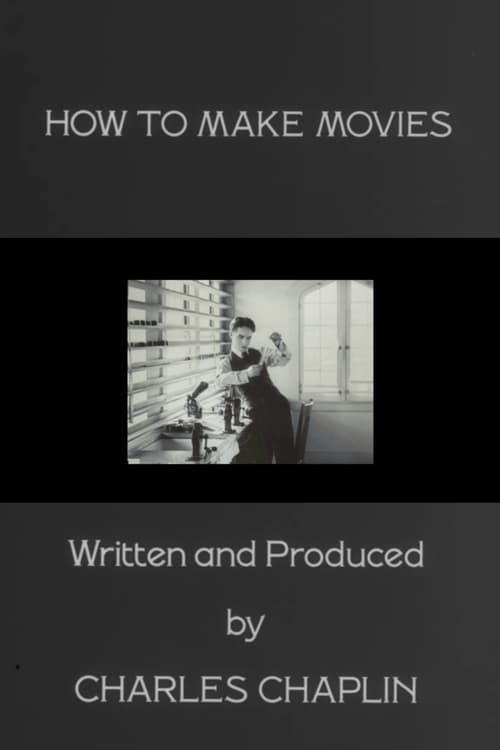 HOW TO MAKE MOVIES
Written and Produced
by
CHARLES CHAPLIN